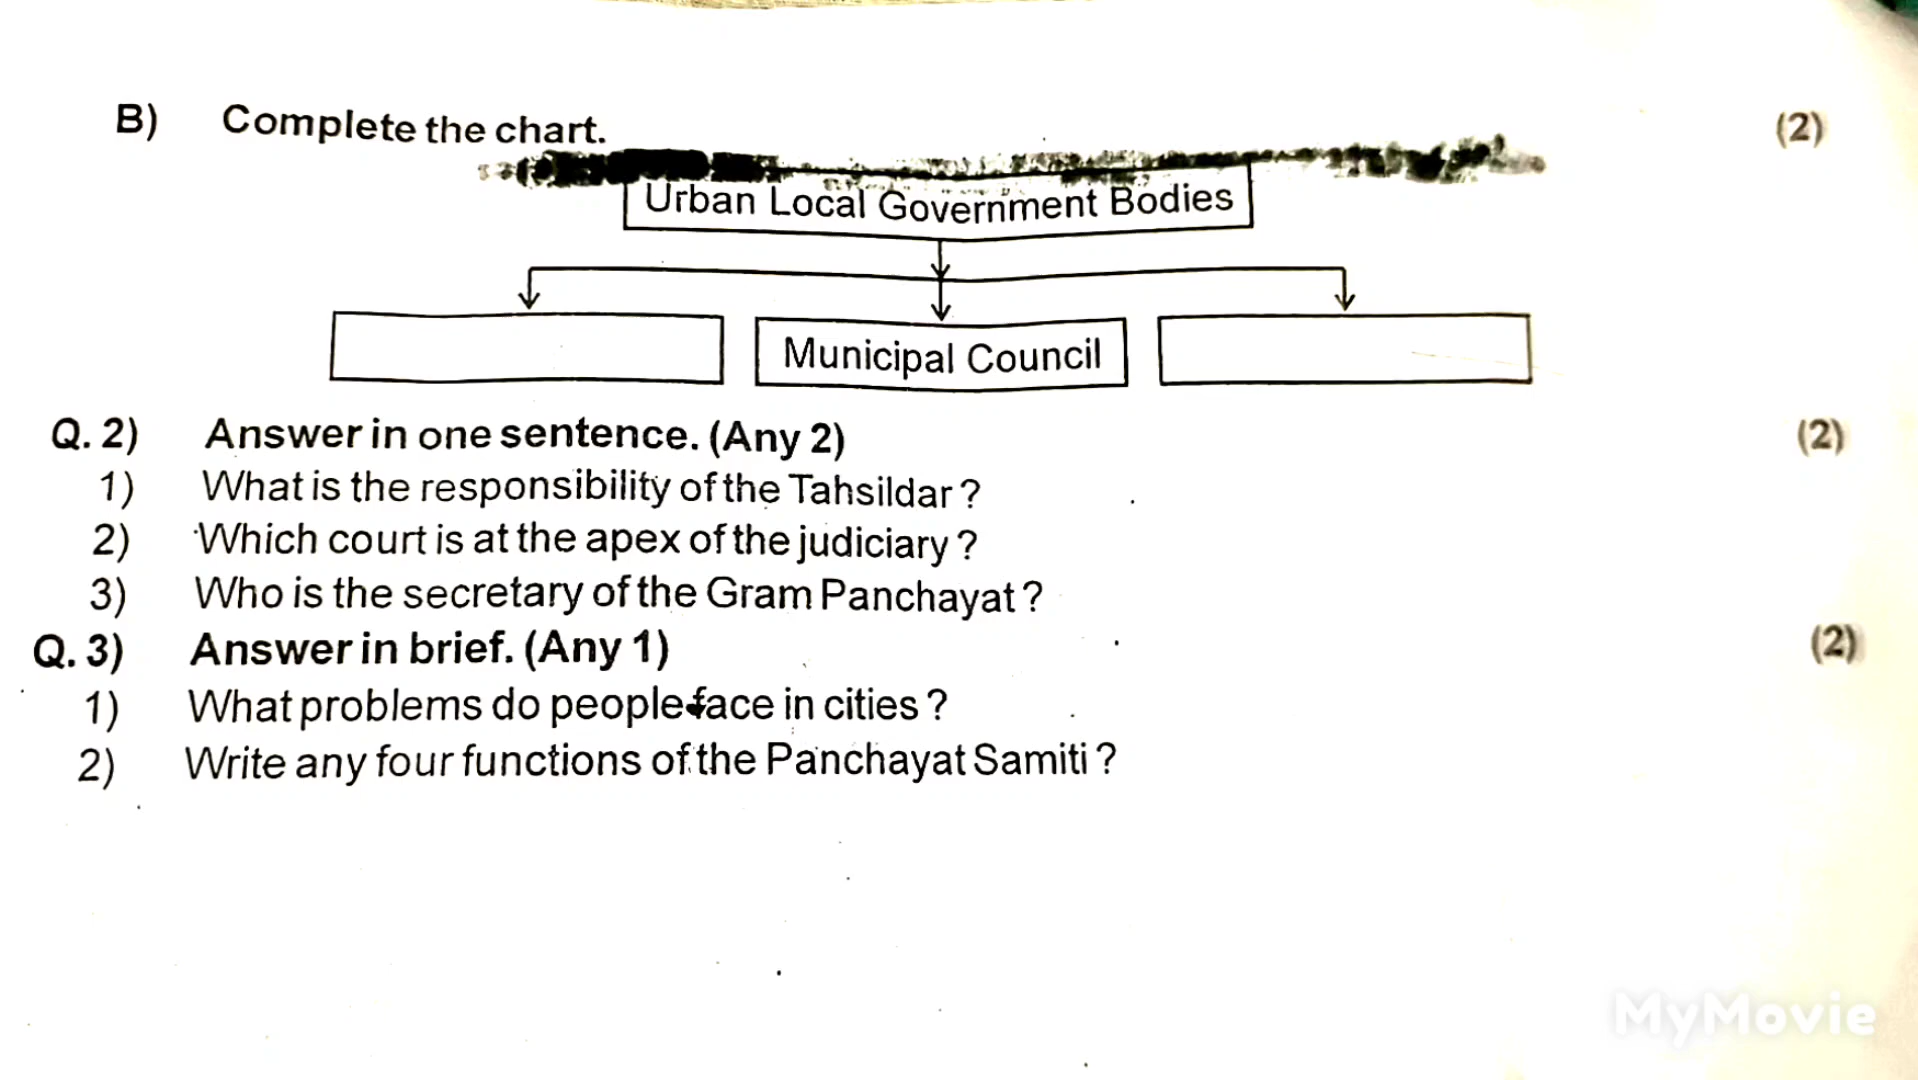 B) Complete the chart. (2)
Urban Local Government Bodies
Municipal Council
Q. 2) Answer in one sentence. (Any 2) (2)
1) What is the responsibility of the Tahsildar ?
2) Which court is at the apex of the judiciary ?
3) Who is the secretary of the Gram Panchayat ?
Q. 3) Answer in brief. (Any 1) (2)
1) What problems do people face in cities ?
2) Write any four functions of the Panchayat Samiti ?
MyMovie